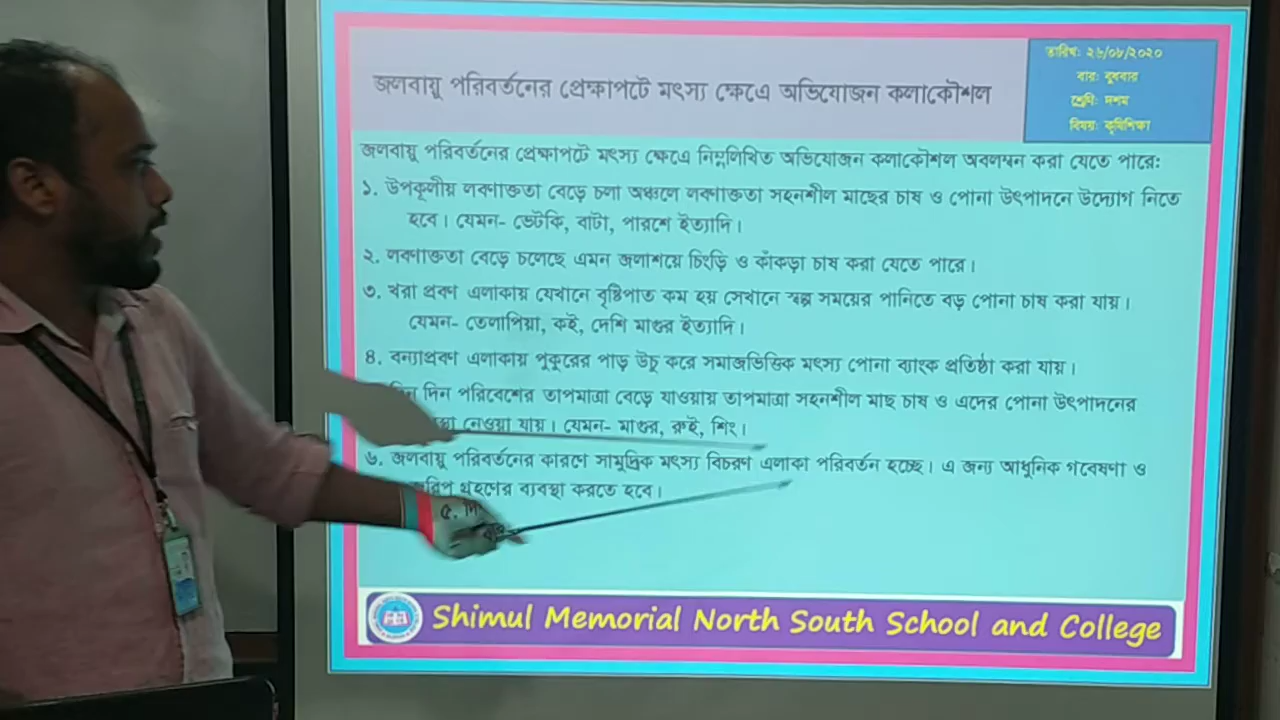 জলবায়ু পরিবর্তনের প্রেক্ষাপটে মৎস্য ক্ষেএে অভিযোজন কলাকৌশল
তারিখ: ২৬/০৮/২০২০
বার: বুধবার
শ্রেণি: দশম
বিষয়: কৃষিশিক্ষা
জলবায়ু পরিবর্তনের প্রেক্ষাপটে মৎস্য ক্ষেএে নিম্নলিখিত অভিযোজন কলাকৌশল অবলম্বন করা যেতে পারে:
১. উপকূলীয় লবণাক্ততা বেড়ে চলা অঞ্চলে লবণাক্ততা সহনশীল মাছের চাষ ও পোনা উৎপাদনে উদ্যোগ নিতে
হবে। যেমন- ভেটকি, বাটা, পারশে ইত্যাদি।
২. লবণাক্ততা বেড়ে চলেছে এমন জলাশয়ে চিংড়ি ও কাঁকড়া চাষ করা যেতে পারে।
৩. খরা প্রবণ এলাকায় যেখানে বৃষ্টিপাত কম হয় সেখানে স্বল্প সময়ের পানিতে বড় পোনা চাষ করা যায়।
যেমন- তেলাপিয়া, কই, দেশি মাগুর ইত্যাদি।
৪. বন্যাপ্রবণ এলাকায় পুকুরের পাড় উচু করে সমাজভিত্তিক মৎস্য পোনা ব্যাংক প্রতিষ্ঠা করা যায়।
দিন পরিবেশের তাপমাত্রা বেড়ে যাওয়ায় তাপমাত্রা সহনশীল মাছ চাষ ও এদের পোনা উৎপাদনের
নেওয়া যায়। যেমন- মাগুর, রুই, শিং।
৬. জলবায়ু পরিবর্তনের কারণে সামুদ্রিক মৎস্য বিচরণ এলাকা পরিবর্তন হচ্ছে। এ জন্য আধুনিক গবেষণা ও
গ্রহণের ব্যবস্থা করতে হবে।
৫.
Shimul Memorial North South School and College